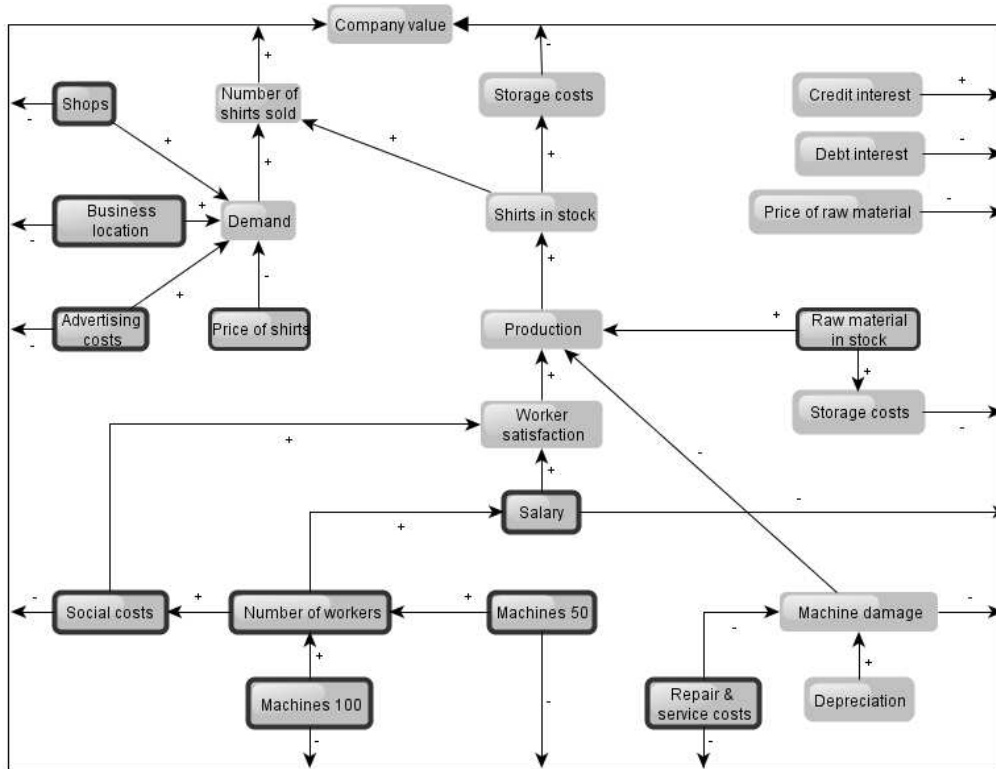 Company value
+
-
Shops
Number of
shirts sold
Storage costs
Credit interest
+
-
+
+
Debt interest
-
+
+
Business
location
+
Demand
Shirts in stock
Price of raw material
-
-
+
-
+
Advertising
costs
Price of shirts
Production
+
Raw material
in stock
-
+
+
Storage costs
-
Worker
satisfaction
+
-
+
Salary
-
+
Social costs
-
+
Number of workers
+
Machines 50
Machine damage
-
-
+
Machines 100
-
-
Repair &
service costs
-
+
Depreciation